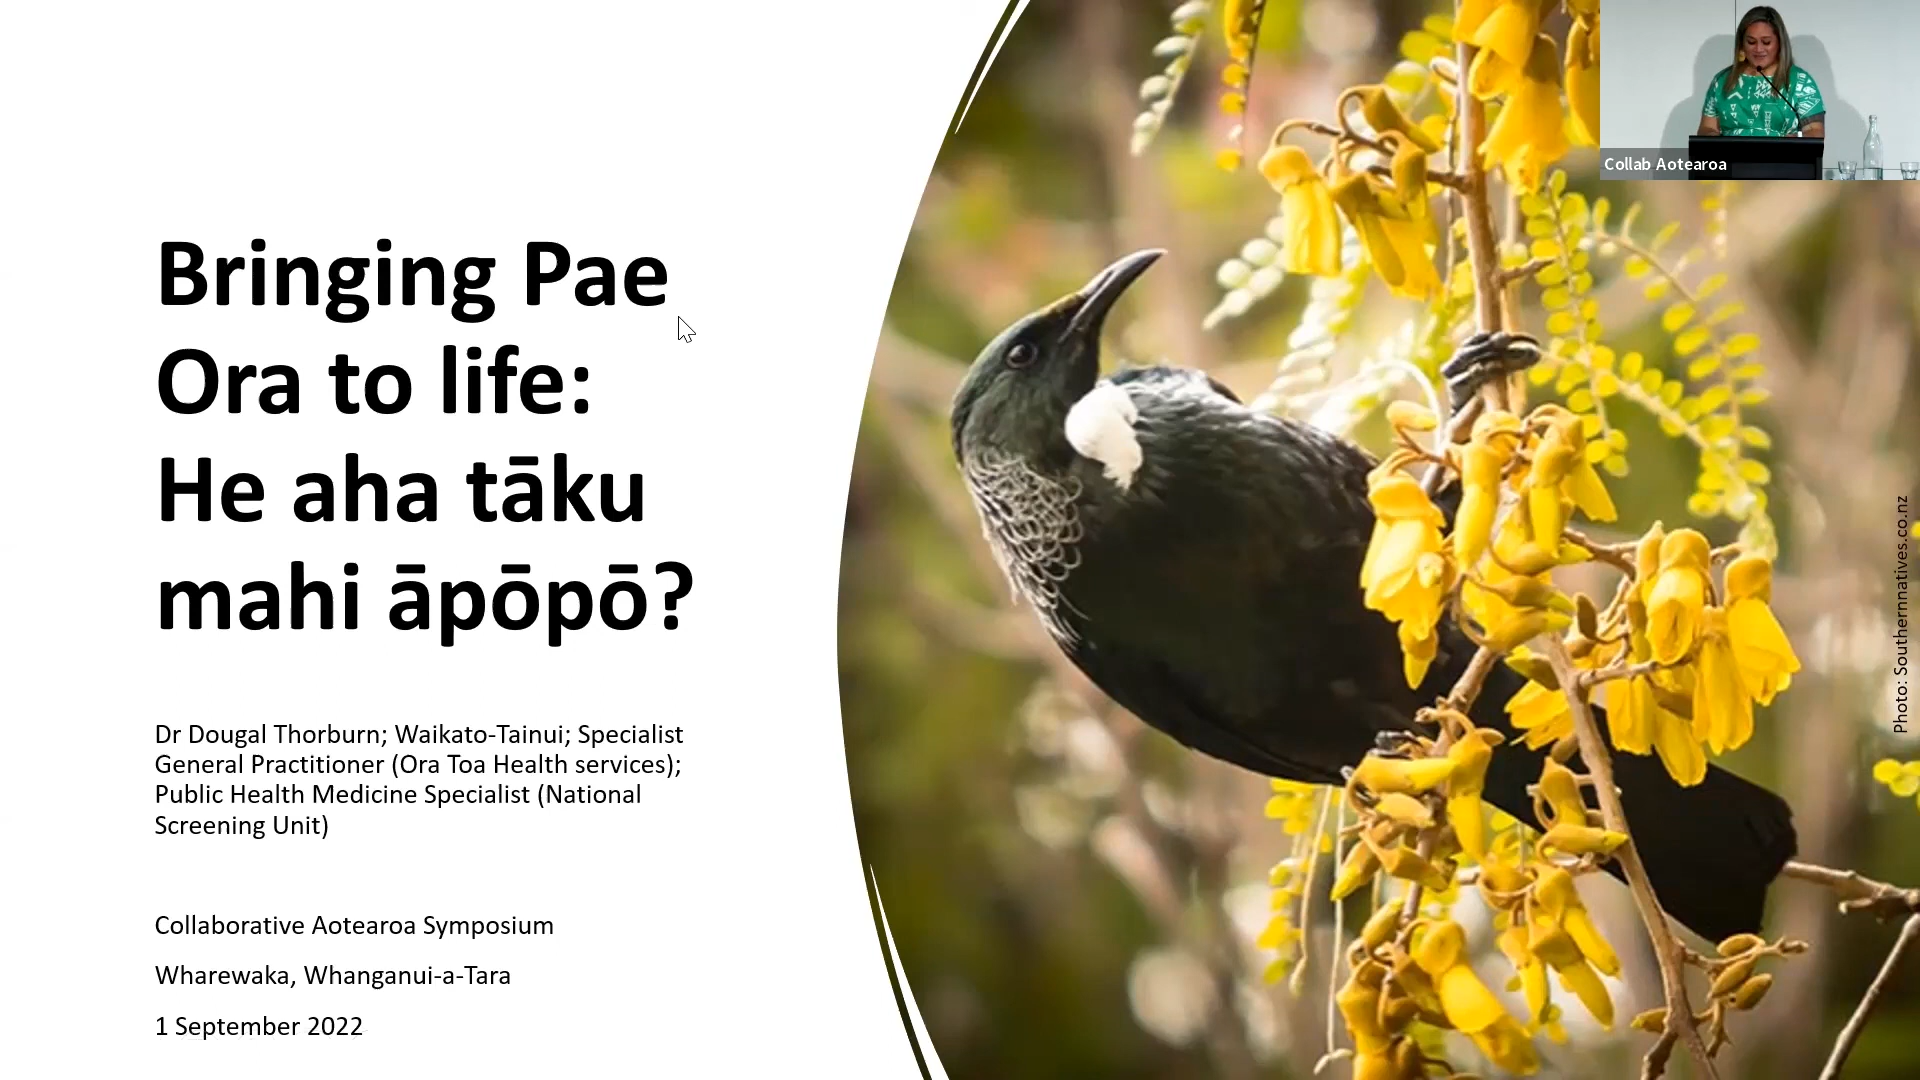 Bringing Pae
Ora to life:
He aha tāku
mahi āpōpō?
Dr Dougal Thorburn; Waikato-Tainui; Specialist
General Practitioner (Ora Toa Health services);
Public Health Medicine Specialist (National
Screening Unit)
Collaborative Aotearoa Symposium
Wharewaka, Whanganui-a-Tara
1 September 2022
Collab Aotearoa
Photo: Southernnatives.co.nz